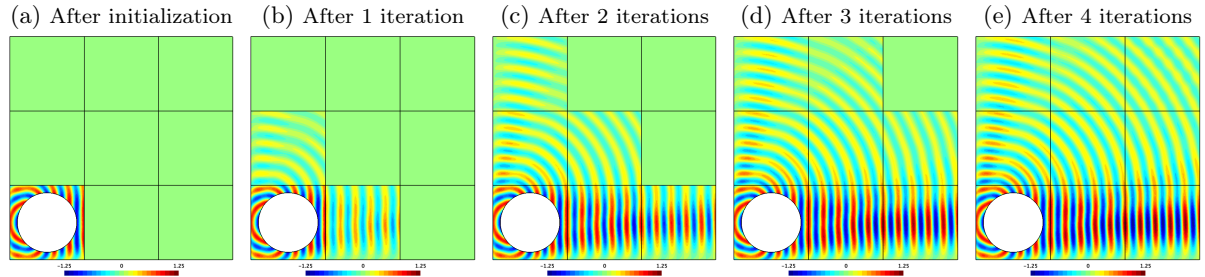 (a) After initialization
(b) After 1 iteration
(c) After 2 iterations
(d) After 3 iterations
(e) After 4 iterations
-1.25 0 1.25
-1.25 0 1.25
-1.25 0 1.25
-1.25 0 1.25
-1.25 0 1.25